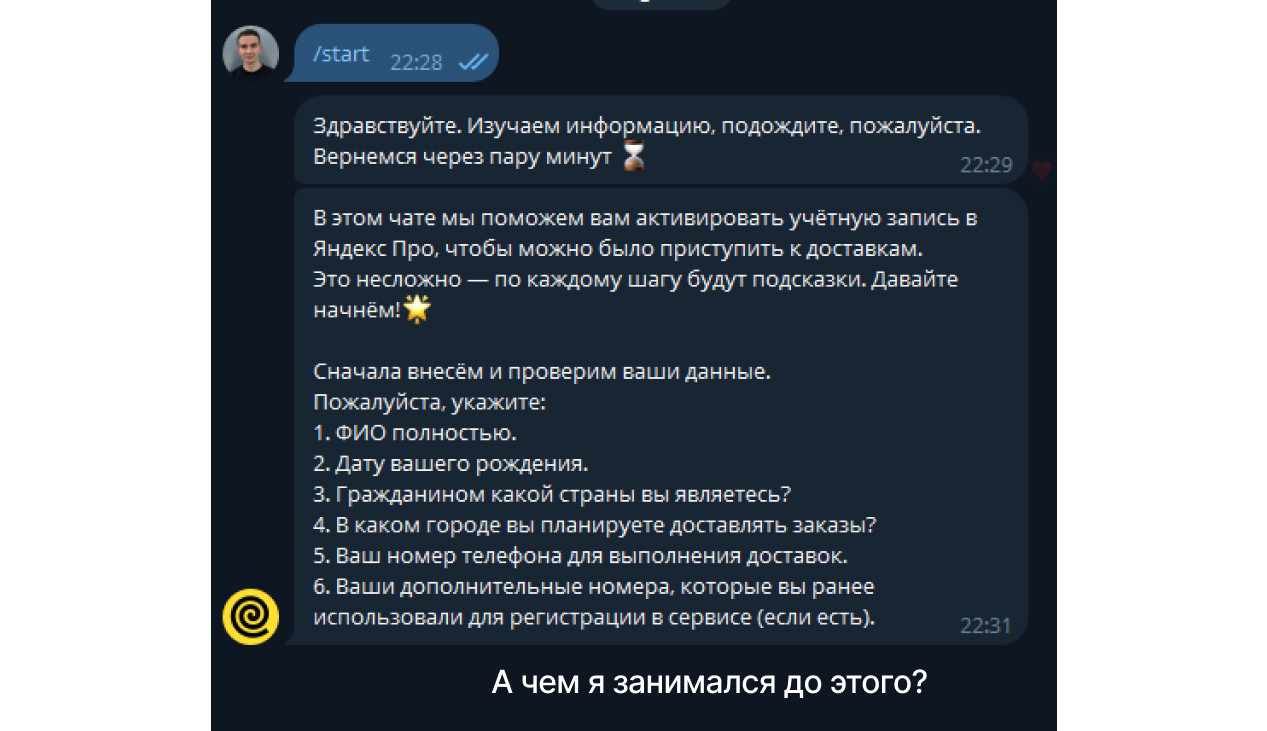 /start 22:28
Здравствуйте. Изучаем информацию, подождите, пожалуйста.
Вернемся через пару минут ⏳
22:29
В этом чате мы поможем вам активировать учётную запись в
Яндекс Про, чтобы можно было приступить к доставкам.
Это несложно — по каждому шагу будут подсказки. Давайте
начнём!🌟
Сначала внесём и проверим ваши данные.
Пожалуйста, укажите:
1. ФИО полностью.
2. Дату вашего рождения.
3. Гражданином какой страны вы являетесь?
4. В каком городе вы планируете доставлять заказы?
5. Ваш номер телефона для выполнения доставок.
6. Ваши дополнительные номера, которые вы ранее
использовали для регистрации в сервисе (если есть).
22:31
А чем я занимался до этого?